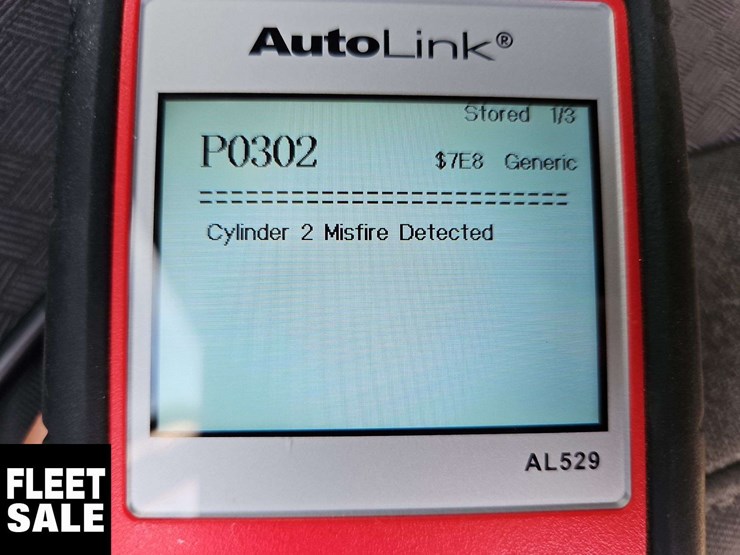 AutoLink®
Stored 1/3
P0302 $7E8 Generic
==============================
Cylinder 2 Misfire Detected
AL529
FLEET
SALE